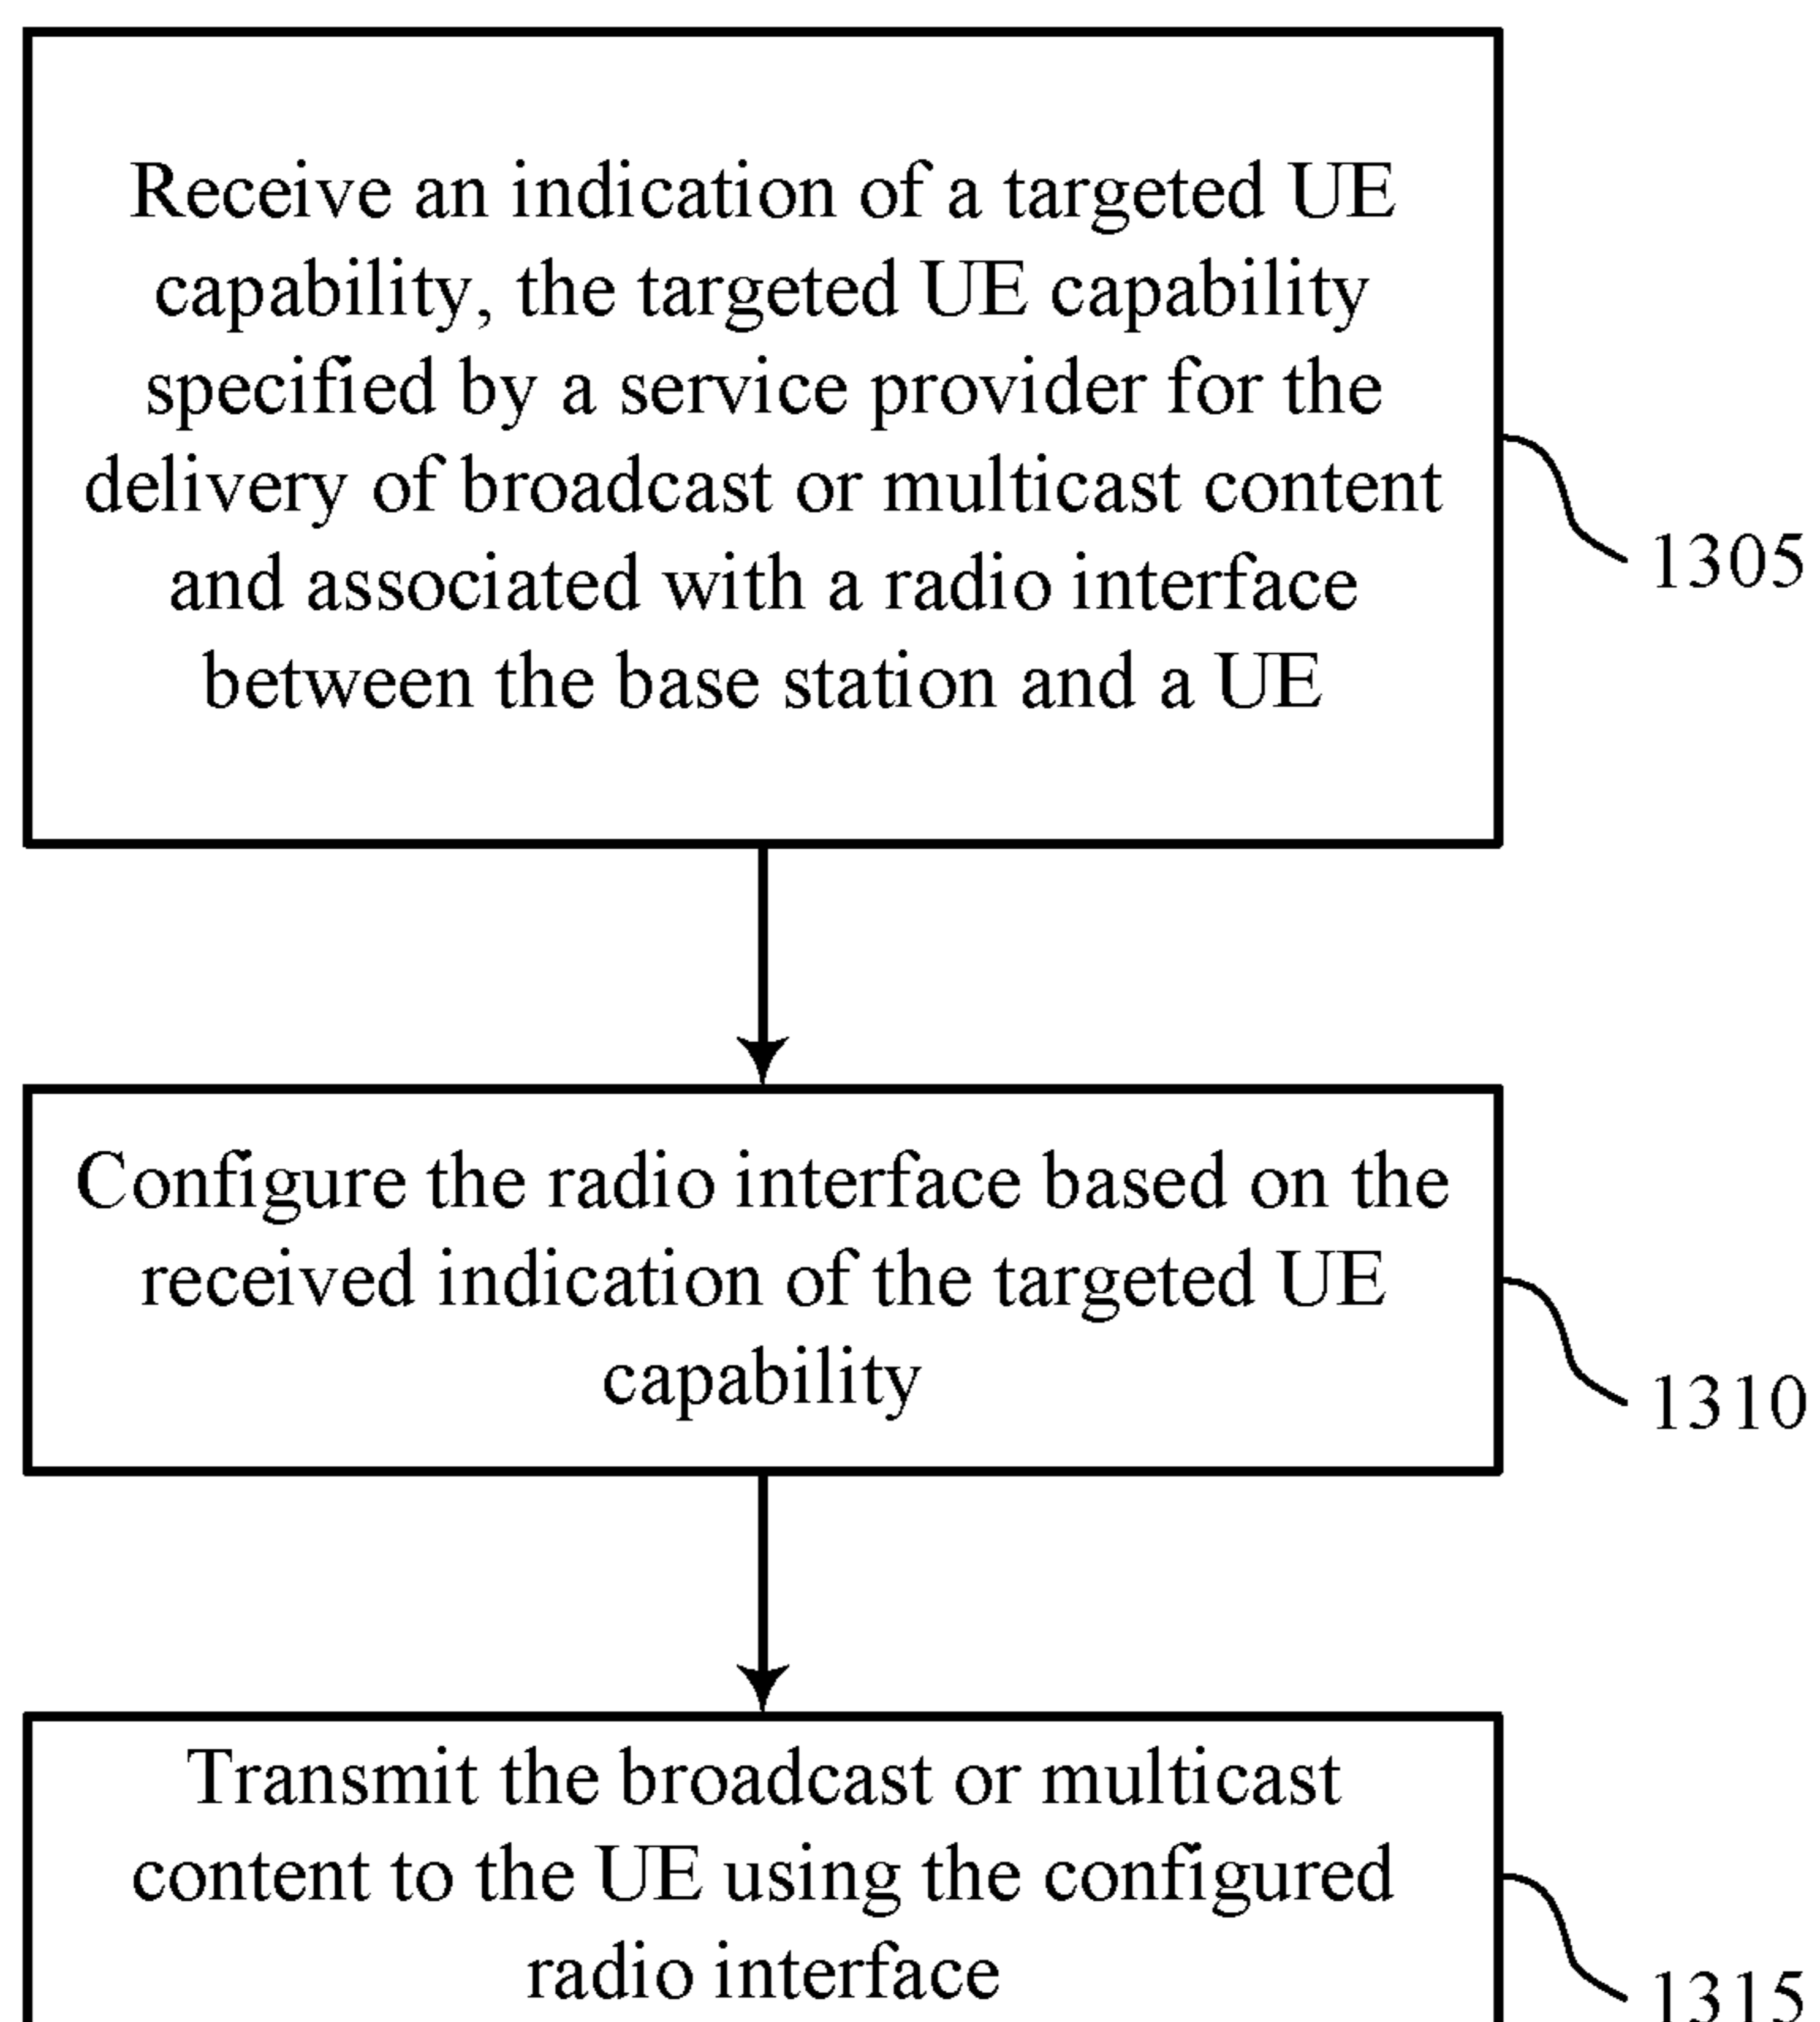 Receive an indication of a targeted UE
capability, the targeted UE capability
specified by a service provider for the
delivery of broadcast or multicast content
and associated with a radio interface
between the base station and a UE
1305
Configure the radio interface based on the
received indication of the targeted UE
capability
1310
Transmit the broadcast or multicast
content to the UE using the configured
radio interface
1315